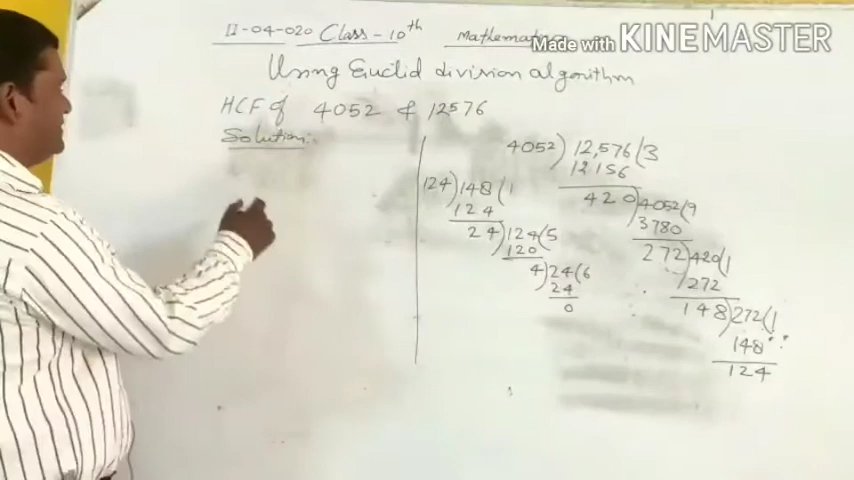 II-04-020 Class-10th Mathematics
Made with KINEMASTER
Using Euclid division algorithm
HCF of 4052 & 12576
Solution:
4052) 12,576 (3
12156
420) 4052 (9
3780
272) 420 (1
272
148) 272 (1
148
124
124) 148 (1
124
24) 124 (5
120
4) 24 (6
24
0